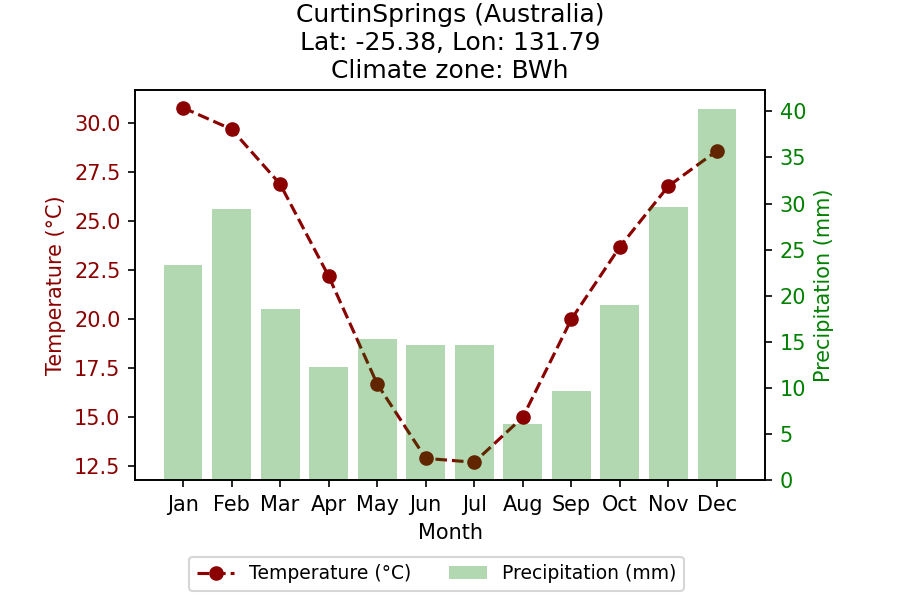 CurtinSprings (Australia)
Lat: -25.38, Lon: 131.79
Climate zone: BWh
30.0
27.5
25.0
22.5
20.0
17.5
15.0
12.5
Temperature (°C)
40
35
30
25
20
15
10
5
0
Precipitation (mm)
Jan Feb Mar Apr May Jun Jul Aug Sep Oct Nov Dec
Month
Temperature (°C) Precipitation (mm)